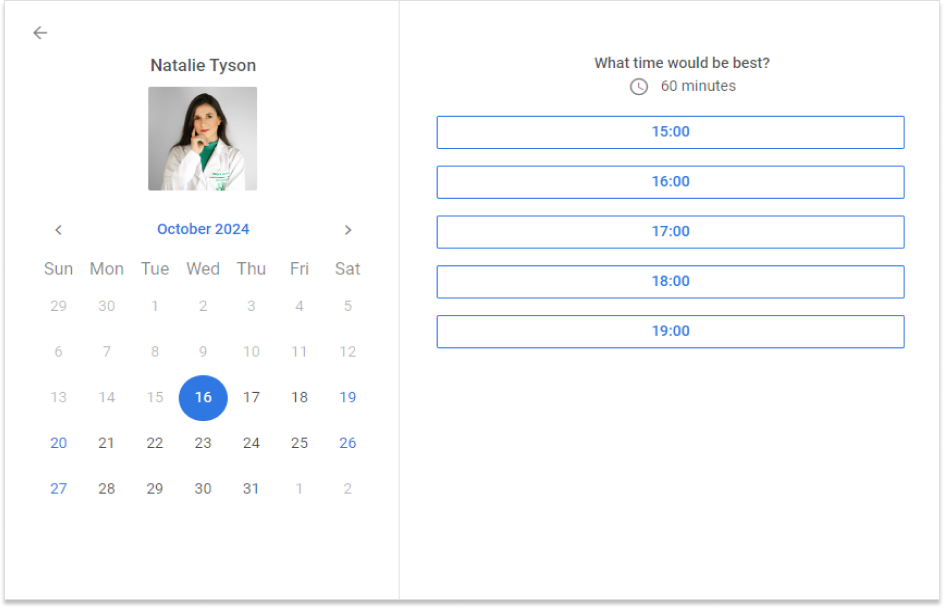 Natalie Tyson
October 2024
Sun Mon Tue Wed Thu Fri Sat
29 30 1 2 3 4 5
6 7 8 9 10 11 12
13 14 15 16 17 18 19
20 21 22 23 24 25 26
27 28 29 30 31 1 2
What time would be best?
60 minutes
15:00
16:00
17:00
18:00
19:00